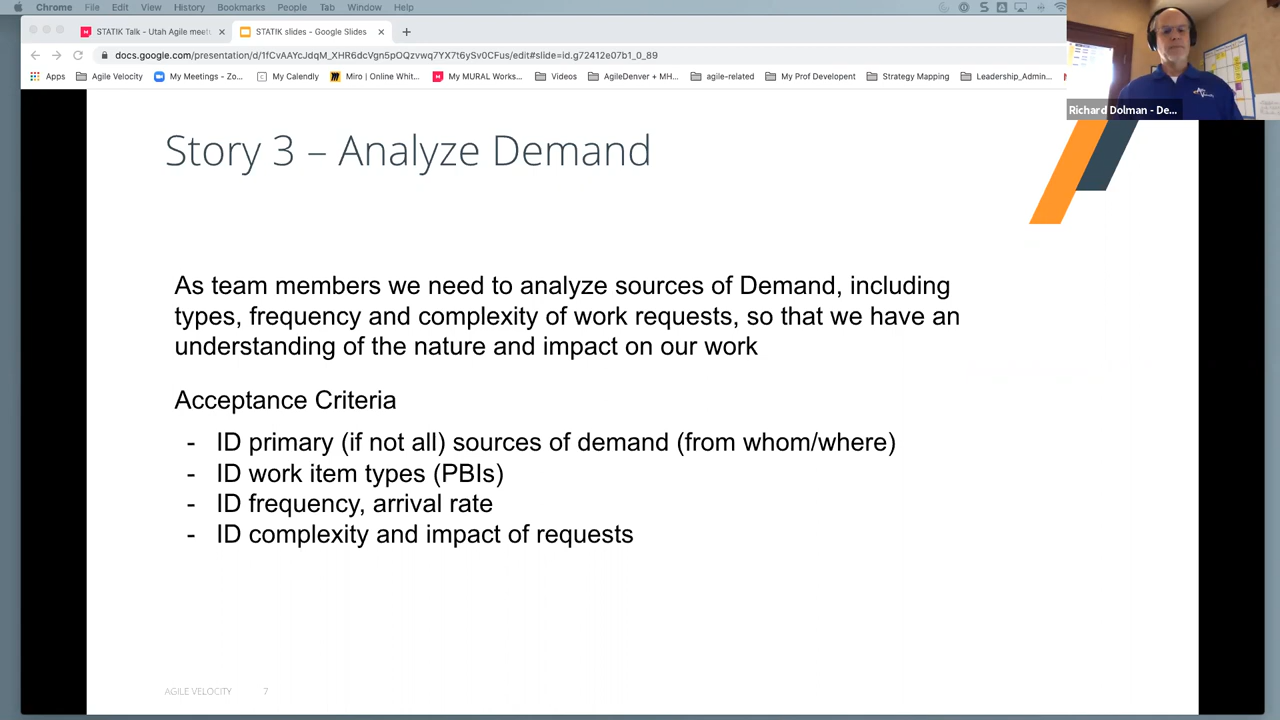 Chrome File Edit View History Bookmarks People Tab Window Help
STATIK Talk - Utah Agile meetu STATIK slides - Google Slides
docs.google.com/presentation/d/1fCvAAYcJdqM_XHR6dcVgn5pOQzvwq7YX7t6jSv0CFus/edit#slide=id.g72412e07b1_0_89
Apps Agile Velocity My Meetings - Zo... My Calendly Miro | Online Whit... My MURAL Works... Videos AgileDenver + MH... agile-related My Prof Developent Strategy Mapping Leadership_Admin...
Richard Dolman - De...
Story 3 – Analyze Demand
As team members we need to analyze sources of Demand, including
types, frequency and complexity of work requests, so that we have an
understanding of the nature and impact on our work
Acceptance Criteria
- ID primary (if not all) sources of demand (from whom/where)
- ID work item types (PBIs)
- ID frequency, arrival rate
- ID complexity and impact of requests
AGILE VELOCITY 7